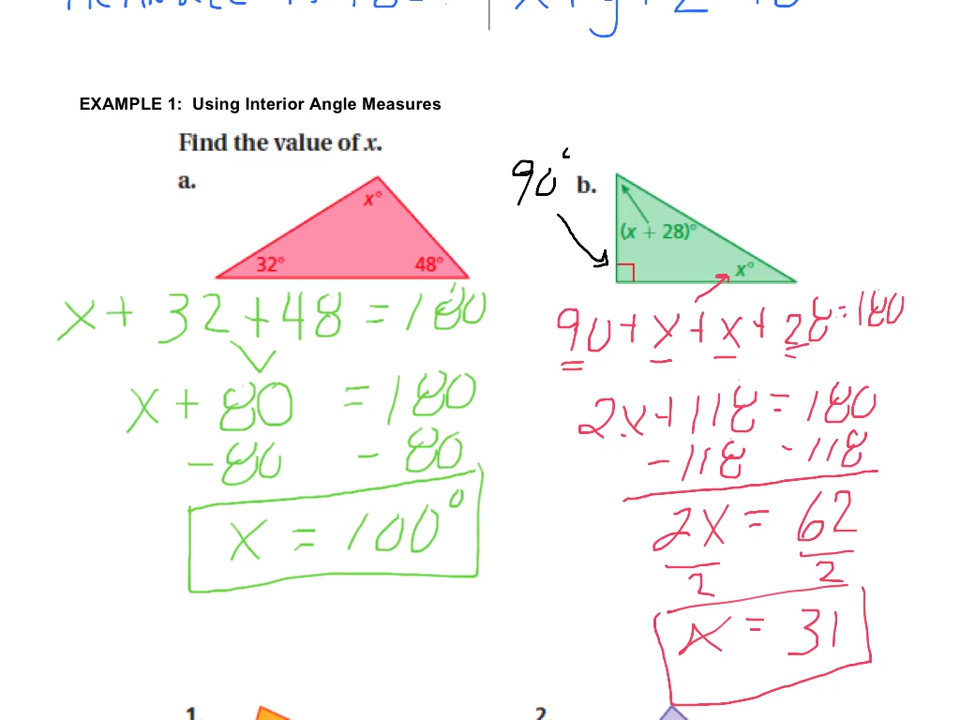 EXAMPLE 1: Using Interior Angle Measures
Find the value of x.
a.
x°
32°
48°
x + 32 + 48 = 180
x + 80 = 180
- 80 - 80
x = 100°
90°
b.
(x + 28)°
x°
90 + x + x + 28 = 180
2x + 118 = 180
- 118 - 118
2x = 62
2 2
x = 31
1.
2.